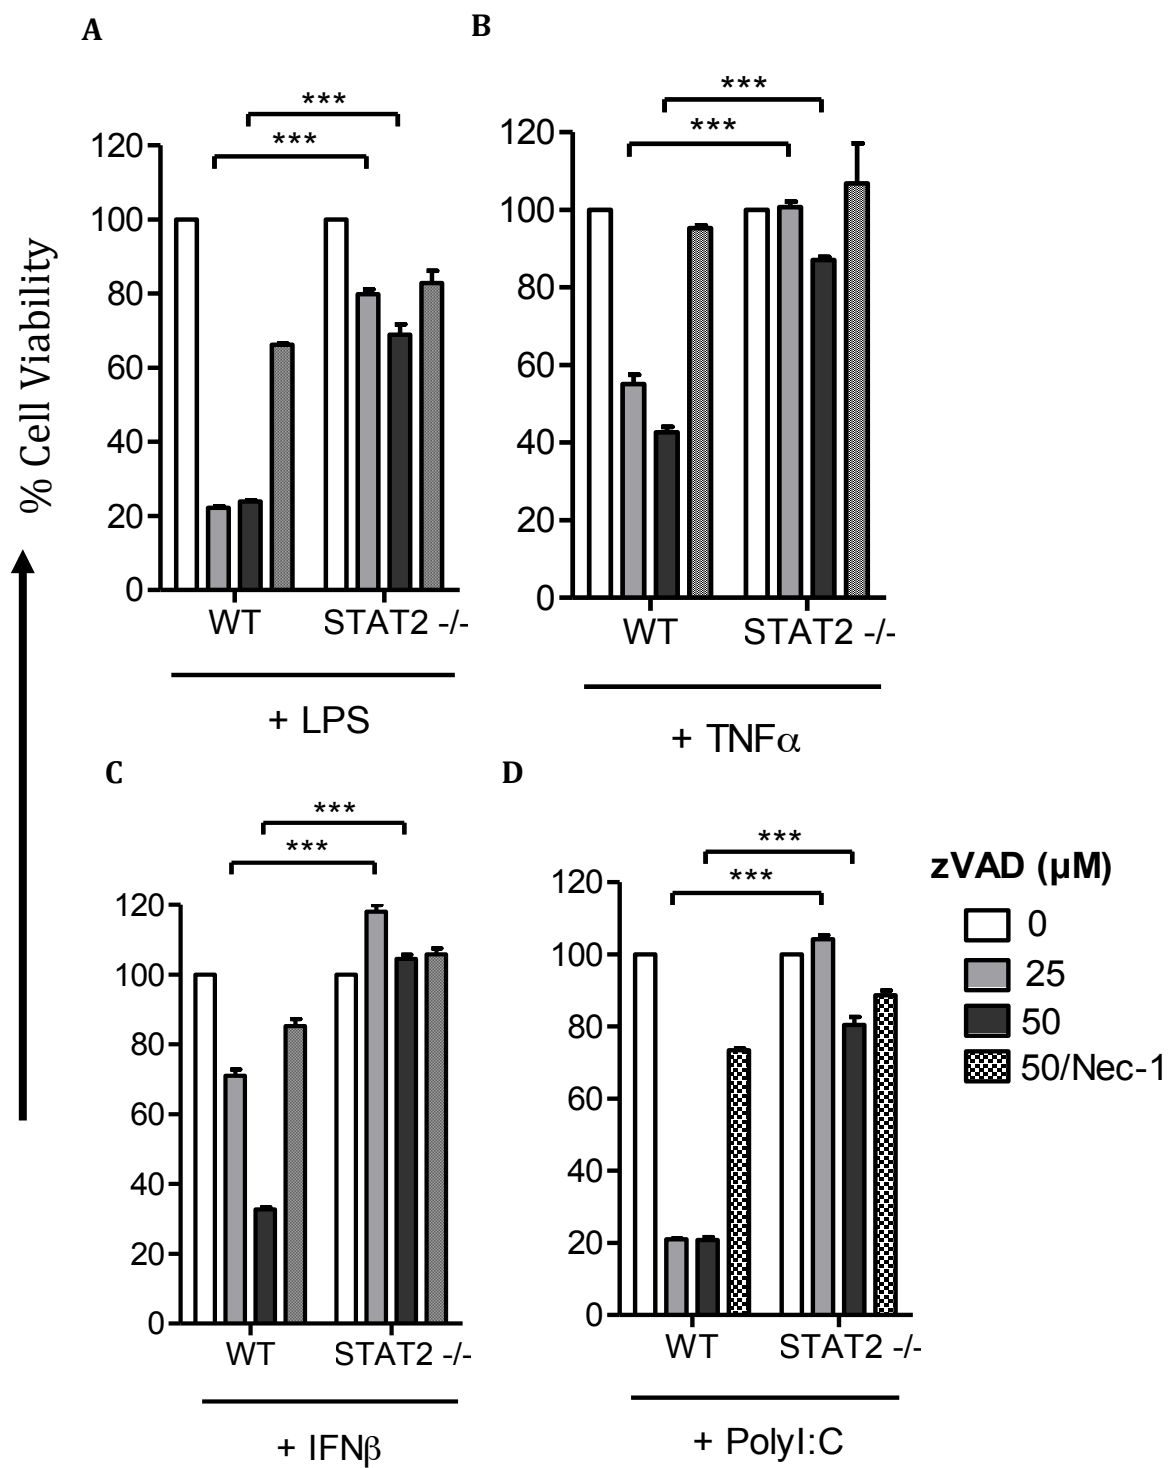 A
% Cell Viability
***
***
120
100
80
60
40
20
0
WT
STAT2 -/-
+ LPS
B
***
***
120
100
80
60
40
20
0
WT
STAT2 -/-
+ TNFα
C
***
***
120
100
80
60
40
20
0
WT
STAT2 -/-
+ IFNβ
D
***
***
120
100
80
60
40
20
0
WT
STAT2 -/-
+ PolyI:C
zVAD (µM)
0
25
50
50/Nec-1